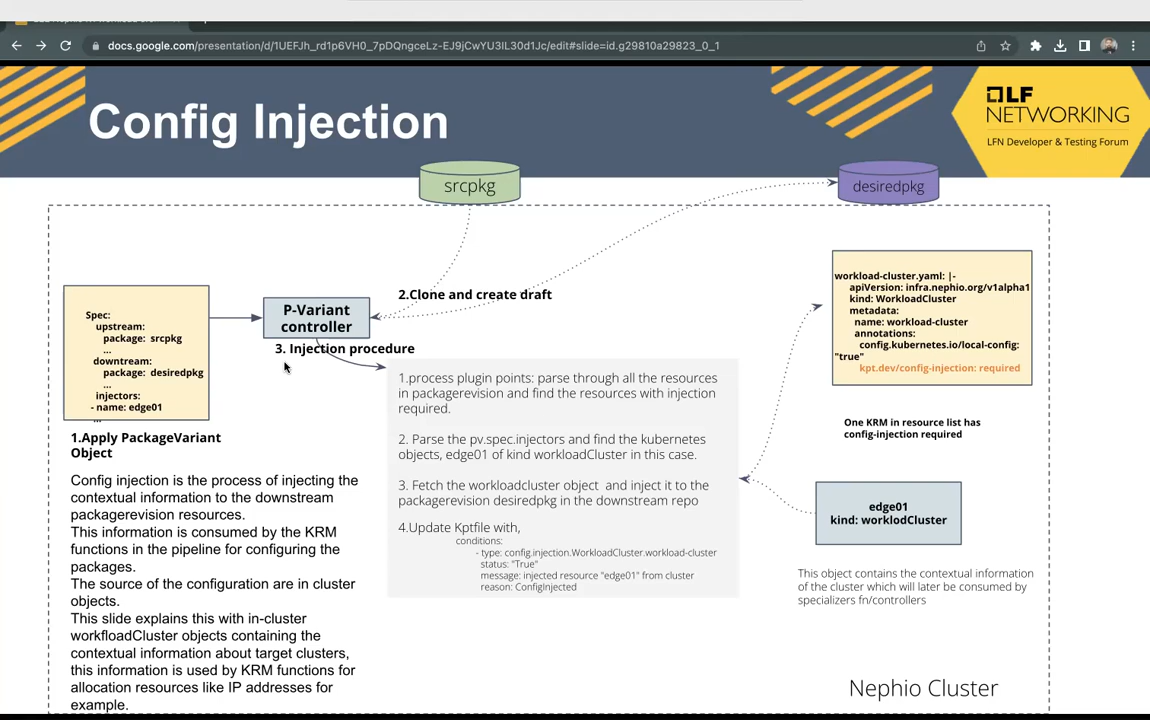 docs.google.com/presentation/d/1UEFJh_rd1p6VH0_7pDQngceLz-EJ9jCwYU3IL30d1Jc/edit#slide=id.g29810a29823_0_1
Config Injection
LF
NETWORKING
LFN Developer & Testing Forum
srcpkg
desiredpkg
Spec:
upstream:
package: srcpkg
...
downtream:
package: desiredpkg
...
injectors:
- name: edge01
...
P-Variant
controller
2.Clone and create draft
3. Injection procedure
1.Apply PackageVariant
Object
Config injection is the process of injecting the
contextual information to the downstream
packagerevision resources.
This information is consumed by the KRM
functions in the pipeline for configuring the
packages.
The source of the configuration are in cluster
objects.
This slide explains this with in-cluster
workfloadCluster objects containing the
contextual information about target clusters,
this information is used by KRM functions for
allocation resources like IP addresses for
example.
1.process plugin points: parse through all the resources
in packagerevision and find the resources with injection
required.
2. Parse the pv.spec.injectors and find the kubernetes
objects, edge01 of kind workloadCluster in this case.
3. Fetch the workloadcluster object and inject it to the
packagerevision desiredpkg in the downstream repo
4.Update Kptfile with,
conditions:
- type: config.injection.WorkloadCluster.workload-cluster
status: "True"
message: injected resource "edge01" from cluster
reason: ConfigInjected
workload-cluster.yaml: |-
apiVersion: infra.nephio.org/v1alpha1
kind: WorkloadCluster
metadata:
name: workload-cluster
annotations:
config.kubernetes.io/local-config:
"true"
kpt.dev/config-injection: required
One KRM in resource list has
config-injection required
edge01
kind: worklodCluster
This object contains the contextual information
of the cluster which will later be consumed by
specializers fn/controllers
Nephio Cluster